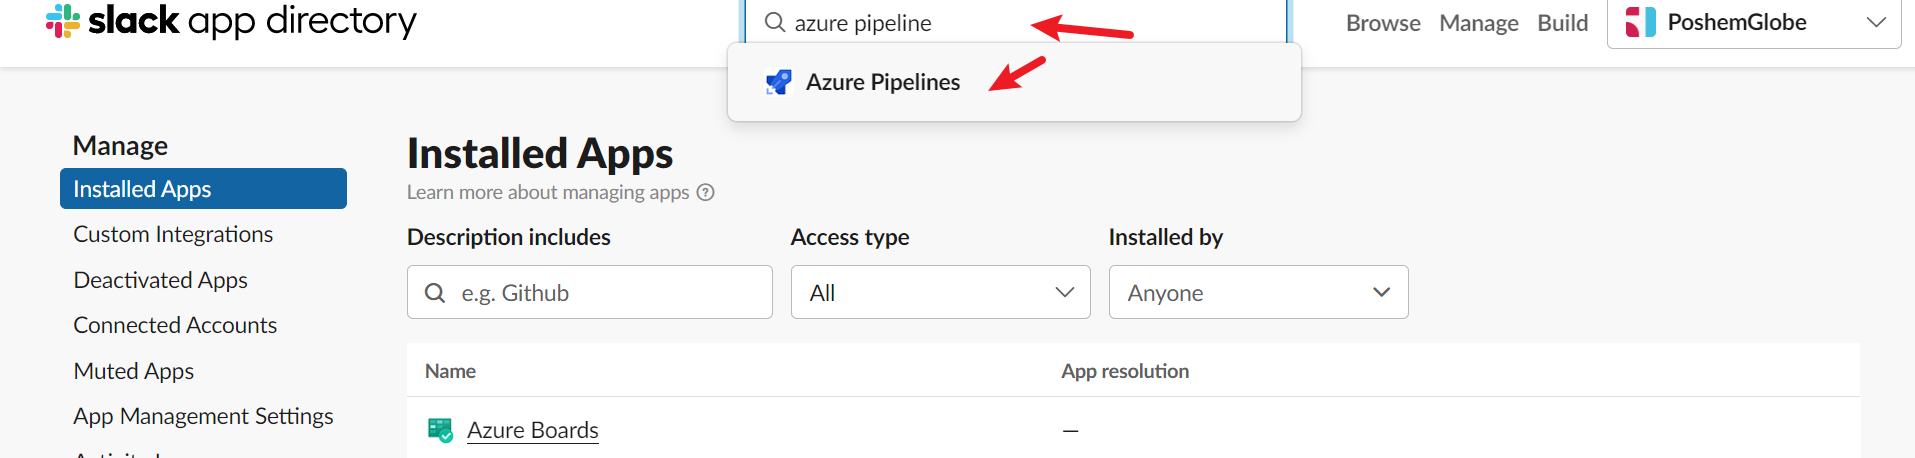 slack app directory
azure pipeline
Browse Manage Build
PoshemGlobe
Azure Pipelines
Manage
Installed Apps
Custom Integrations
Deactivated Apps
Connected Accounts
Muted Apps
App Management Settings
Installed Apps
Learn more about managing apps ?
Description includes
Access type
Installed by
e.g. Github
All
Anyone
Name
App resolution
Azure Boards
—